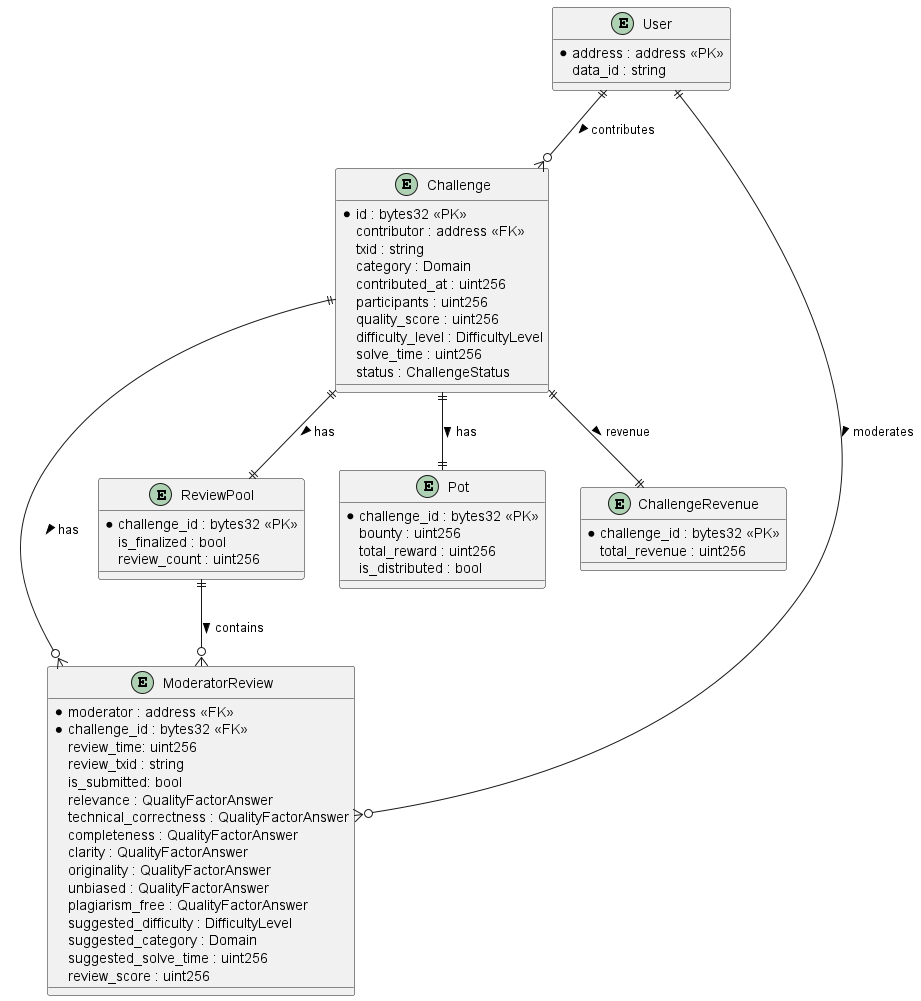 E User
address : address «PK»
data_id : string
contributes
E Challenge
id : bytes32 «PK»
contributor : address «FK»
txid : string
category : Domain
contributed_at : uint256
participants : uint256
quality_score : uint256
difficulty_level : DifficultyLevel
solve_time : uint256
status : ChallengeStatus
has
has
revenue
moderates
E ReviewPool
challenge_id : bytes32 «PK»
is_finalized : bool
review_count : uint256
E Pot
challenge_id : bytes32 «PK»
bounty : uint256
total_reward : uint256
is_distributed : bool
E ChallengeRevenue
challenge_id : bytes32 «PK»
total_revenue : uint256
has
contains
E ModeratorReview
moderator : address «FK»
challenge_id : bytes32 «FK»
review_time: uint256
review_txid : string
is_submitted: bool
relevance : QualityFactorAnswer
technical_correctness : QualityFactorAnswer
completeness : QualityFactorAnswer
clarity : QualityFactorAnswer
originality : QualityFactorAnswer
unbiased : QualityFactorAnswer
plagiarism_free : QualityFactorAnswer
suggested_difficulty : DifficultyLevel
suggested_category : Domain
suggested_solve_time : uint256
review_score : uint256